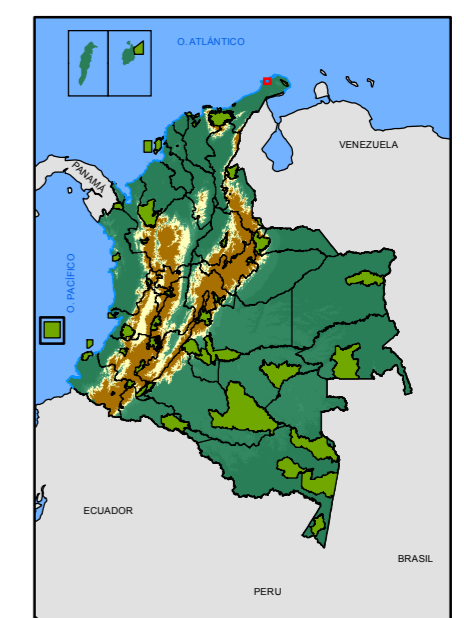 O. ATLÁNTICO
VENEZUELA
PANAMÁ
O. PACÍFICO
ECUADOR
BRASIL
PERU